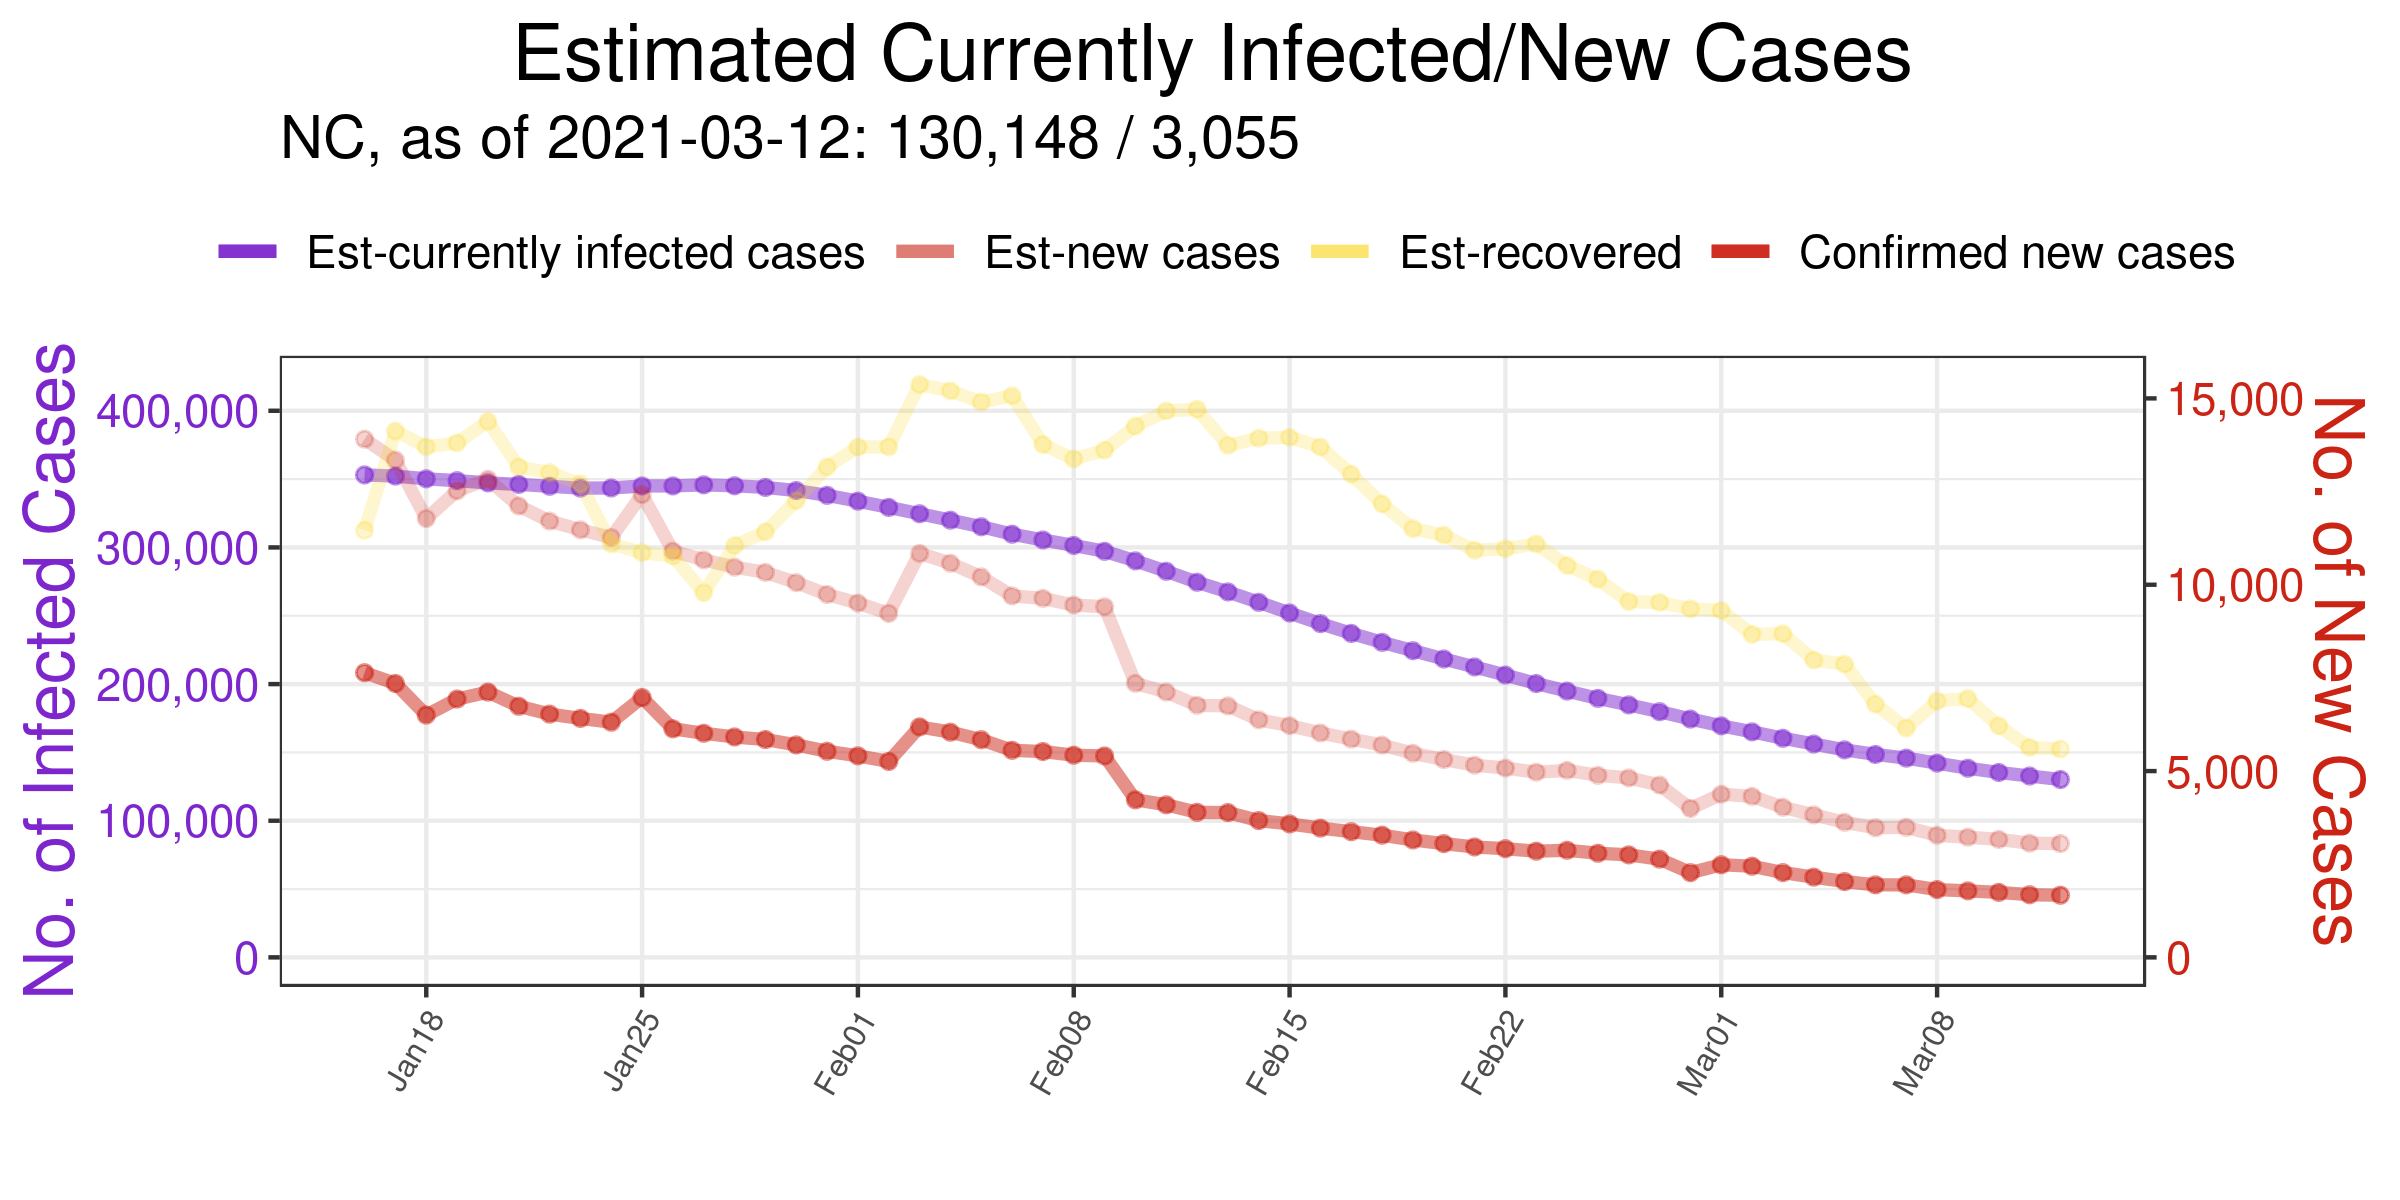 Estimated Currently Infected/New Cases
NC, as of 2021-03-12: 130,148 / 3,055
Est-currently infected cases Est-new cases Est-recovered Confirmed new cases
No. of Infected Cases
400,000
300,000
200,000
100,000
0
15,000
10,000
5,000
0
No. of New Cases
Jan18 Jan25 Feb01 Feb08 Feb15 Feb22 Mar01 Mar08